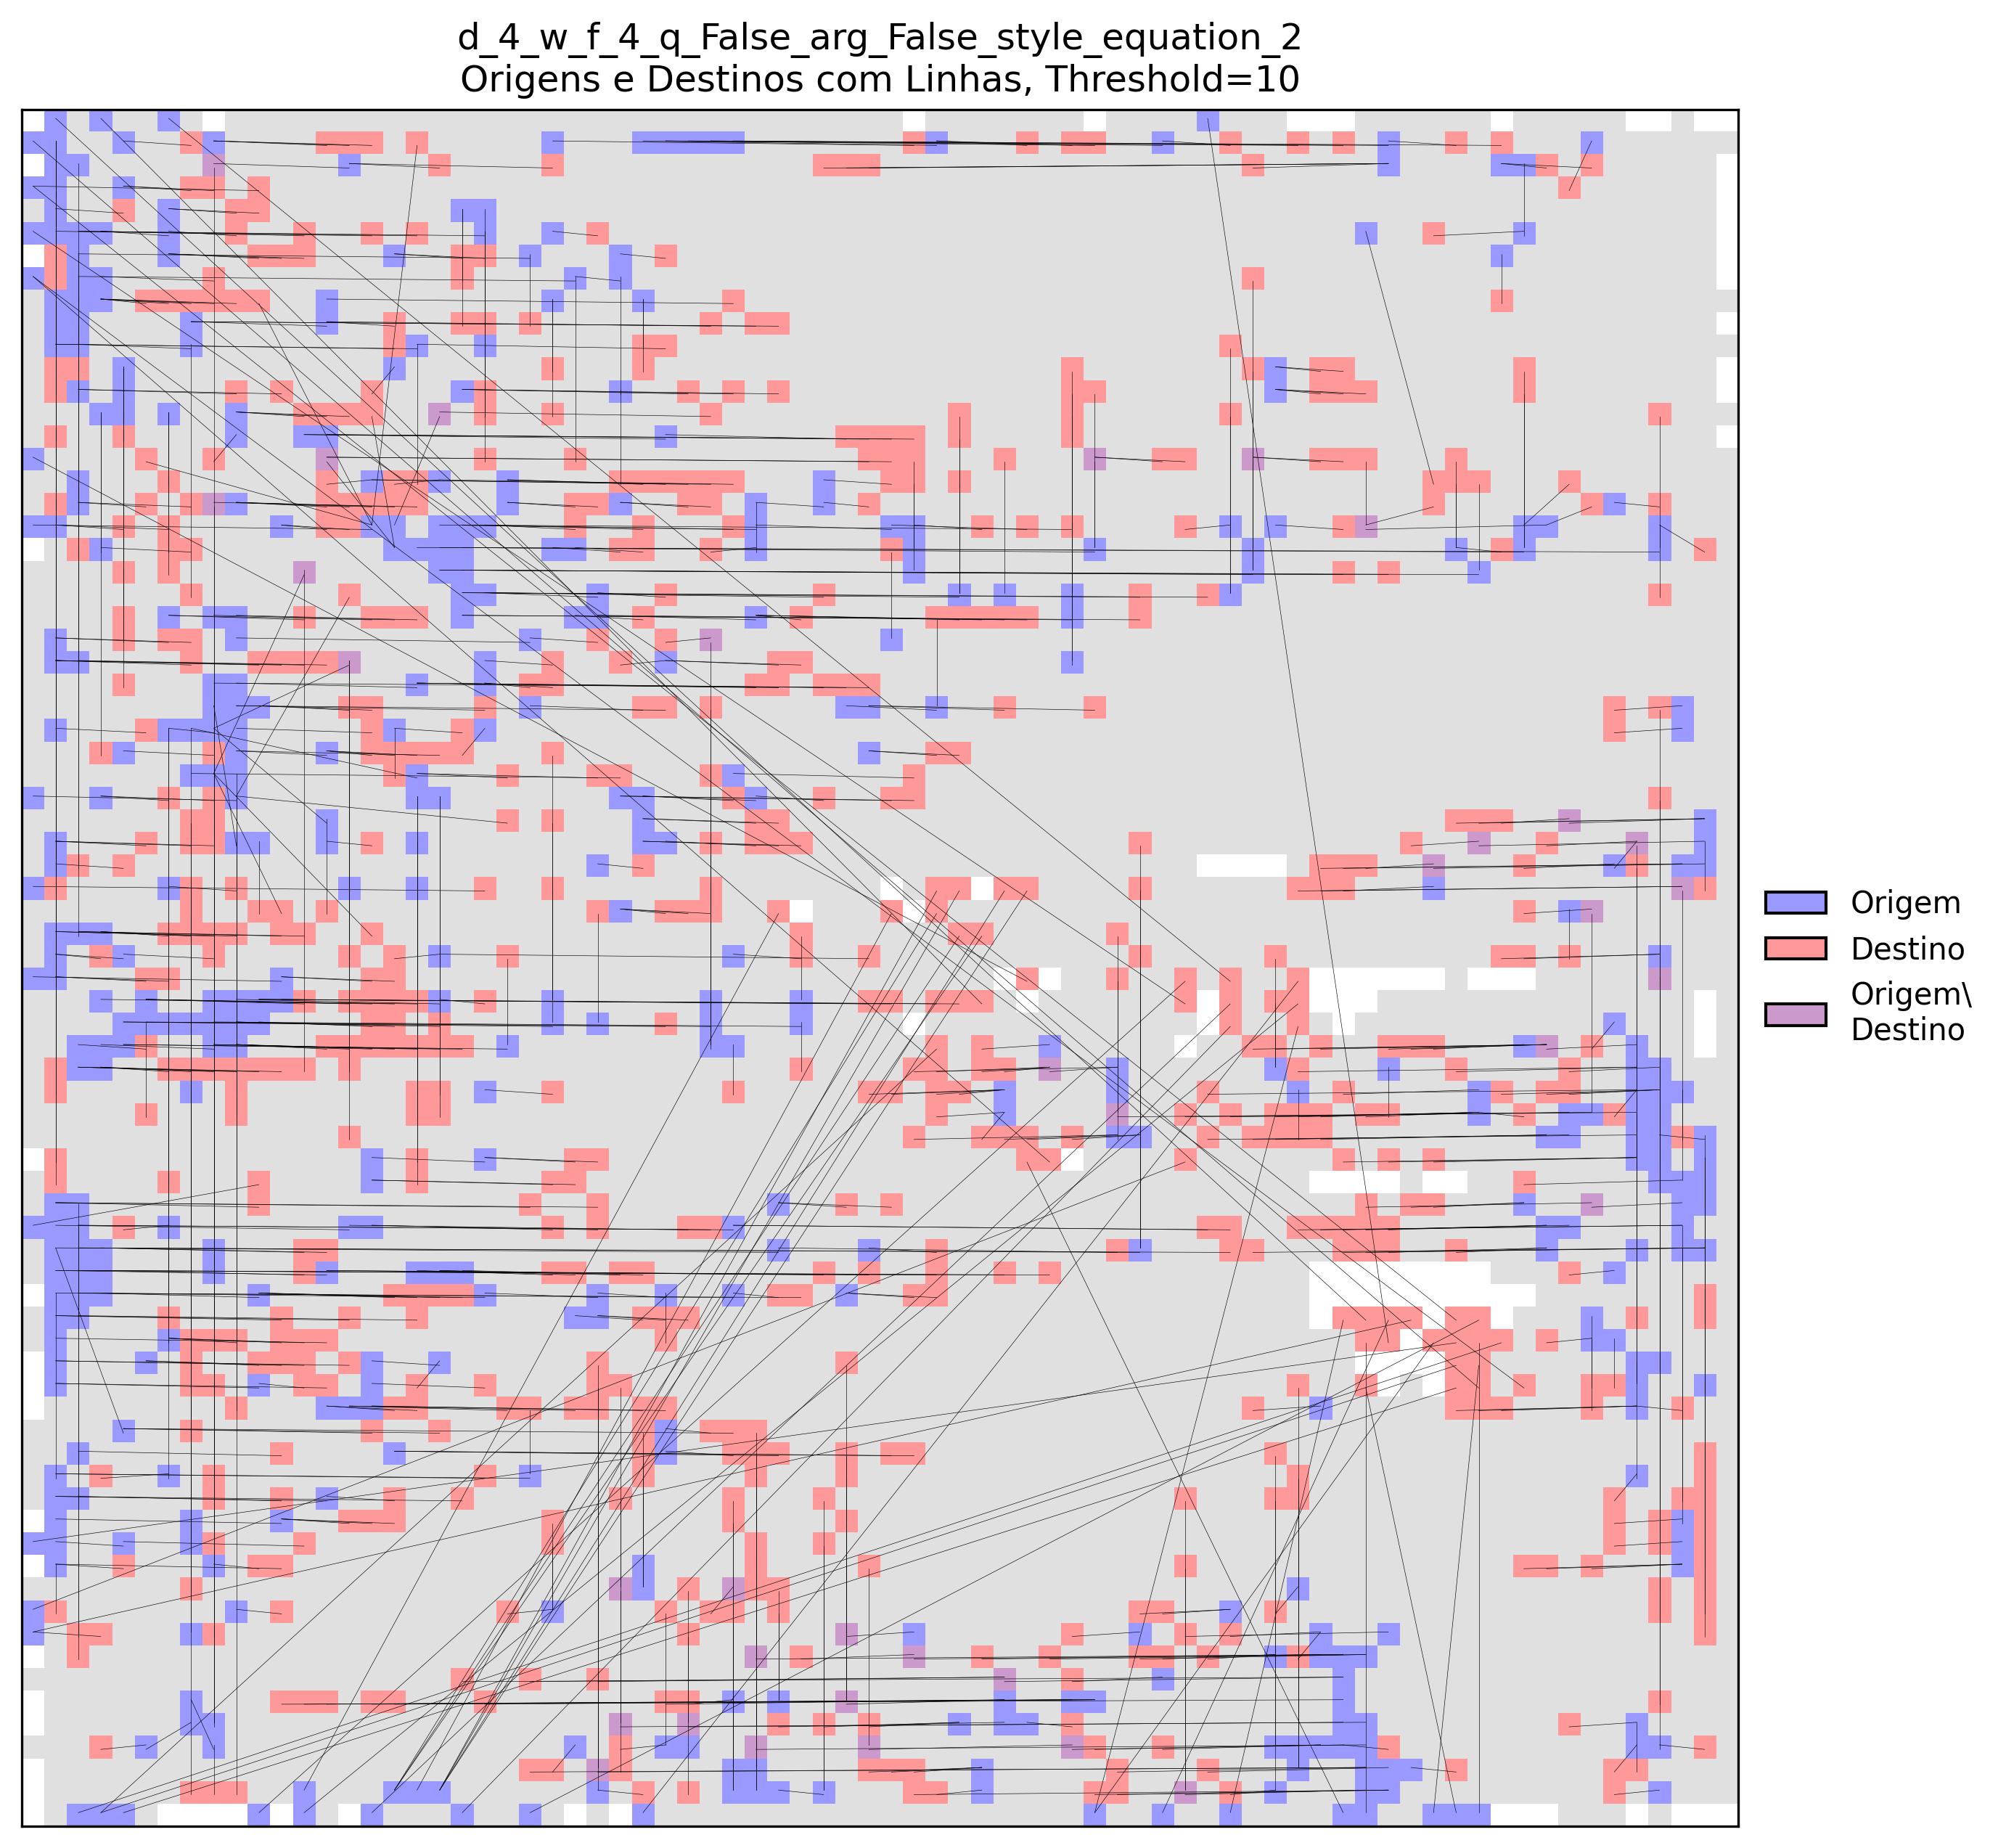 d_4_w_f_4_q_False_arg_False_style_equation_2
Origens e Destinos com Linhas, Threshold=10
Origem
Destino
Origem\
Destino